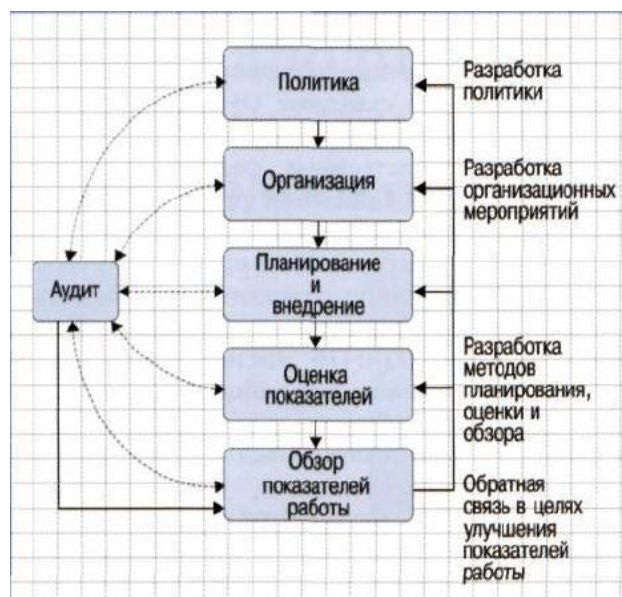 Политика
Разработка
политики
Организация
Разработка
организационных
мероприятий
Аудит
Планирование
и
внедрение
Оценка
показателей
Разработка
методов
планирования,
оценки и
обзора
Обзор
показателей
работы
Обратная
связь в целях
улучшения
показателей
работы